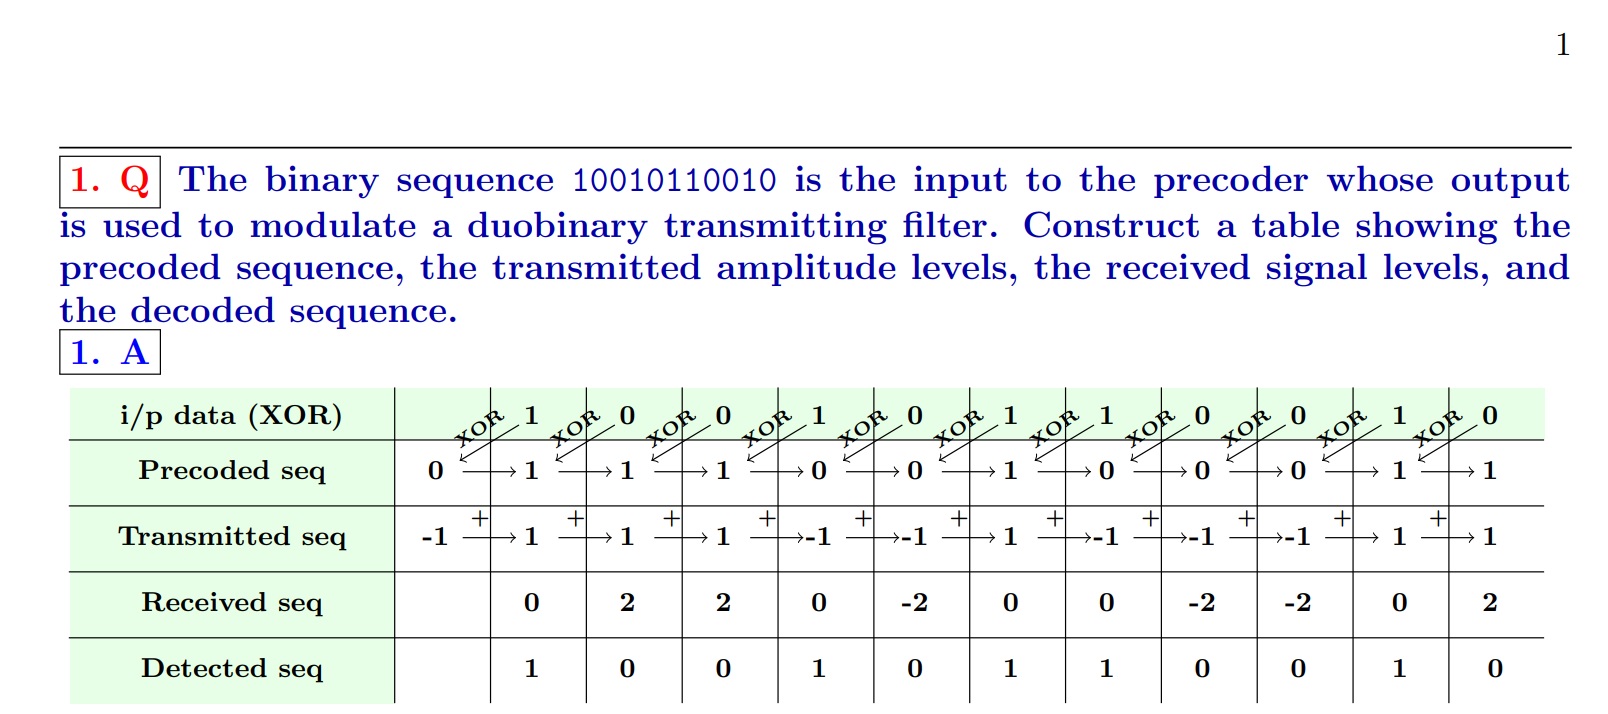 1
1. Q The binary sequence 10010110010 is the input to the precoder whose output
is used to modulate a duobinary transmitting filter. Construct a table showing the
precoded sequence, the transmitted amplitude levels, the received signal levels, and
the decoded sequence.
1. A
i/p data (XOR) XOR 1 XOR 0 XOR 0 XOR 1 XOR 0 XOR 1 XOR 1 XOR 0 XOR 0 XOR 1 XOR 0
Precoded seq 0 1 1 1 0 0 1 0 0 0 1 1
Transmitted seq -1 + 1 + 1 + 1 + -1 + -1 + 1 + -1 + -1 + -1 + 1 + 1
Received seq 0 2 2 0 -2 0 0 -2 -2 0 2
Detected seq 1 0 0 1 0 1 1 0 0 1 0